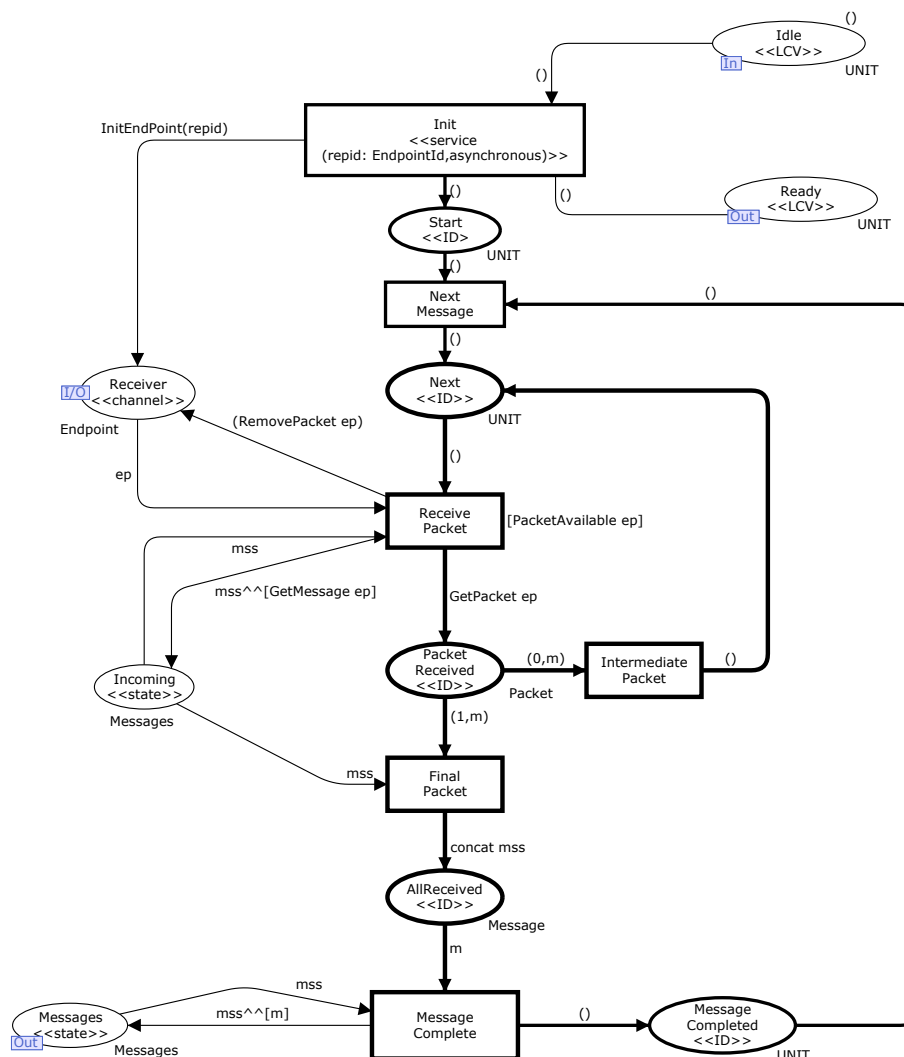 ()
Idle
<<LCV>>
In
UNIT
()
InitEndPoint(repid)
Init
<<service
(repid: EndpointId,asynchronous)>>
()
()
Ready
<<LCV>>
Out
UNIT
Start
<<ID>
UNIT
()
Next
Message
()
()
I/O
Receiver
<<channel>>
Endpoint
Next
<<ID>>
UNIT
(RemovePacket ep)
()
ep
Receive
Packet
[PacketAvailable ep]
mss
mss^^[GetMessage ep]
GetPacket ep
Incoming
<<state>>
Messages
Packet
Received
<<ID>>
(0,m)
Packet
Intermediate
Packet
()
(1,m)
mss
Final
Packet
concat mss
AllReceived
<<ID>>
Message
m
mss
Messages
<<state>>
Out
Messages
mss^^[m]
Message
Complete
()
Message
Completed
<<ID>>
UNIT